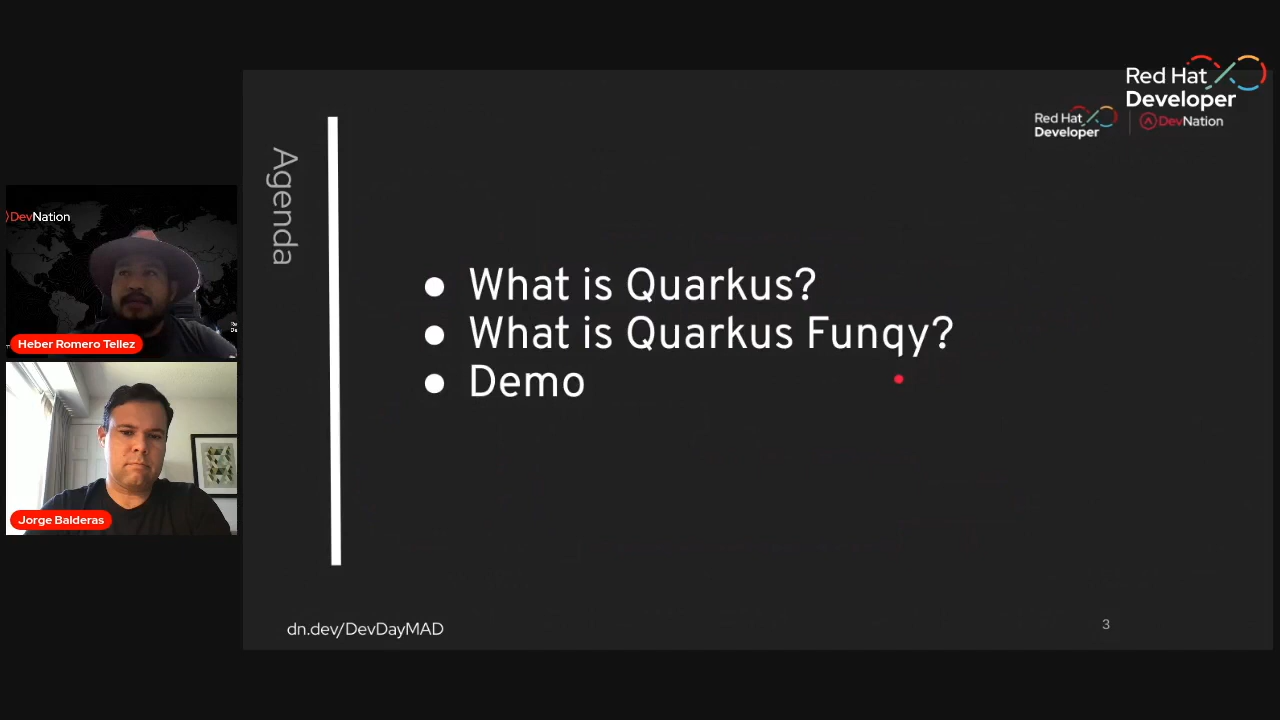 Red Hat
Developer
Red Hat
Developer
DevNation
Agenda
DevNation
What is Quarkus?
What is Quarkus Funqy?
Demo
Heber Romero Tellez
Jorge Balderas
dn.dev/DevDayMAD
3